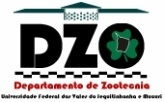 DZO
Departamento de Zootecnia
Universidade Federal dos Vales do Jequitinhonha e Mucuri